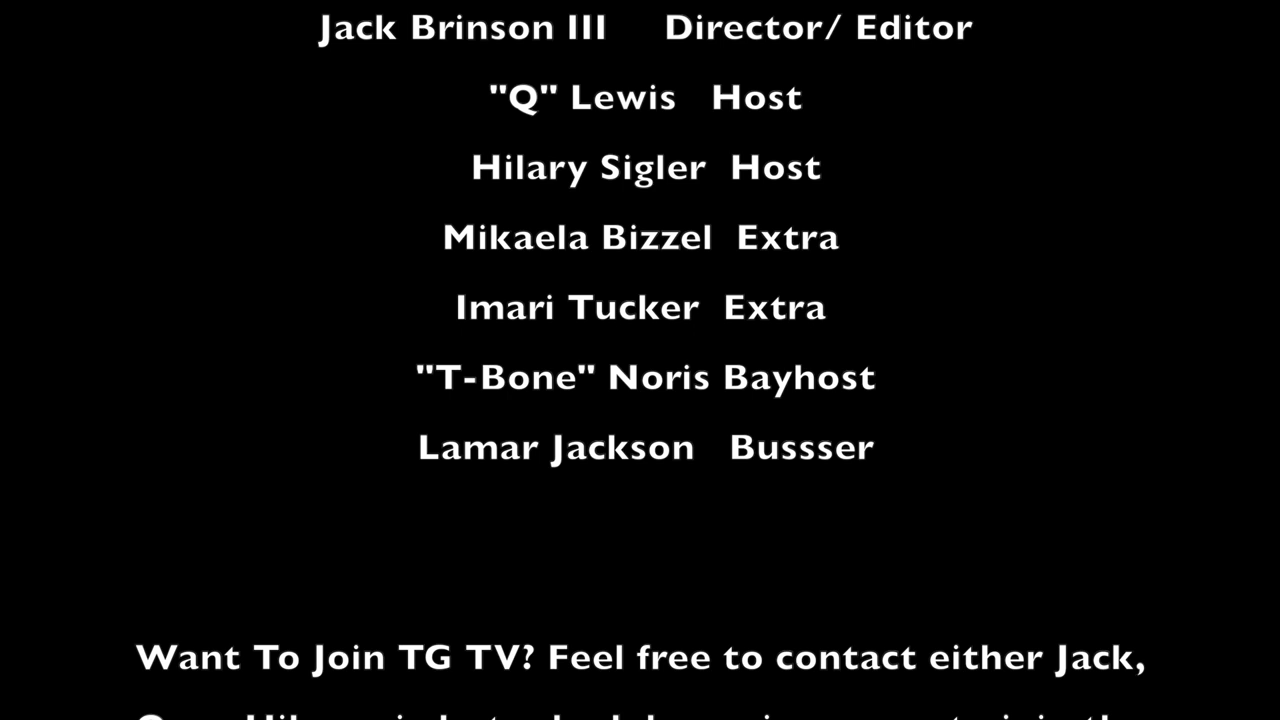 Jack Brinson III Director/ Editor
"Q" Lewis Host
Hilary Sigler Host
Mikaela Bizzel Extra
Imari Tucker Extra
"T-Bone" Noris Bayhost
Lamar Jackson Bussser
Want To Join TG TV? Feel free to contact either Jack,